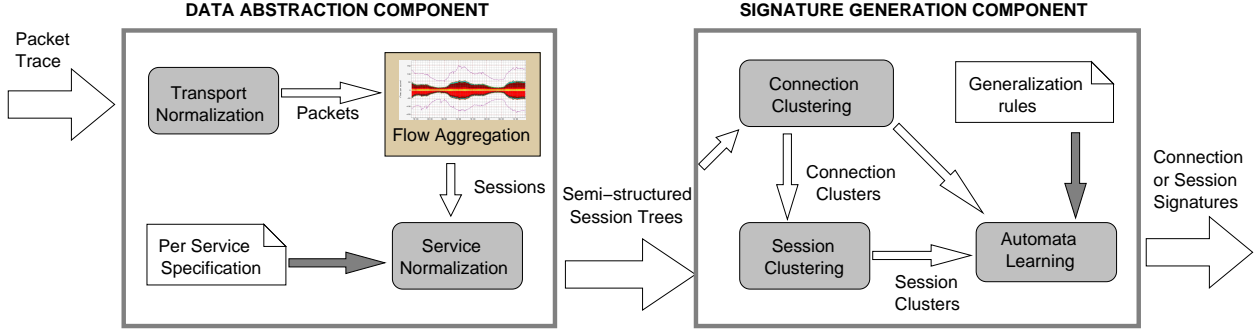 DATA ABSTRACTION COMPONENT
SIGNATURE GENERATION COMPONENT
Packet
Trace
Transport
Normalization
Packets
Flow Aggregation
Sessions
Per Service
Specification
Service
Normalization
Semi−structured
Session Trees
Connection
Clustering
Generalization
rules
Connection
Clusters
Session
Clustering
Session
Clusters
Automata
Learning
Connection
or Session
Signatures